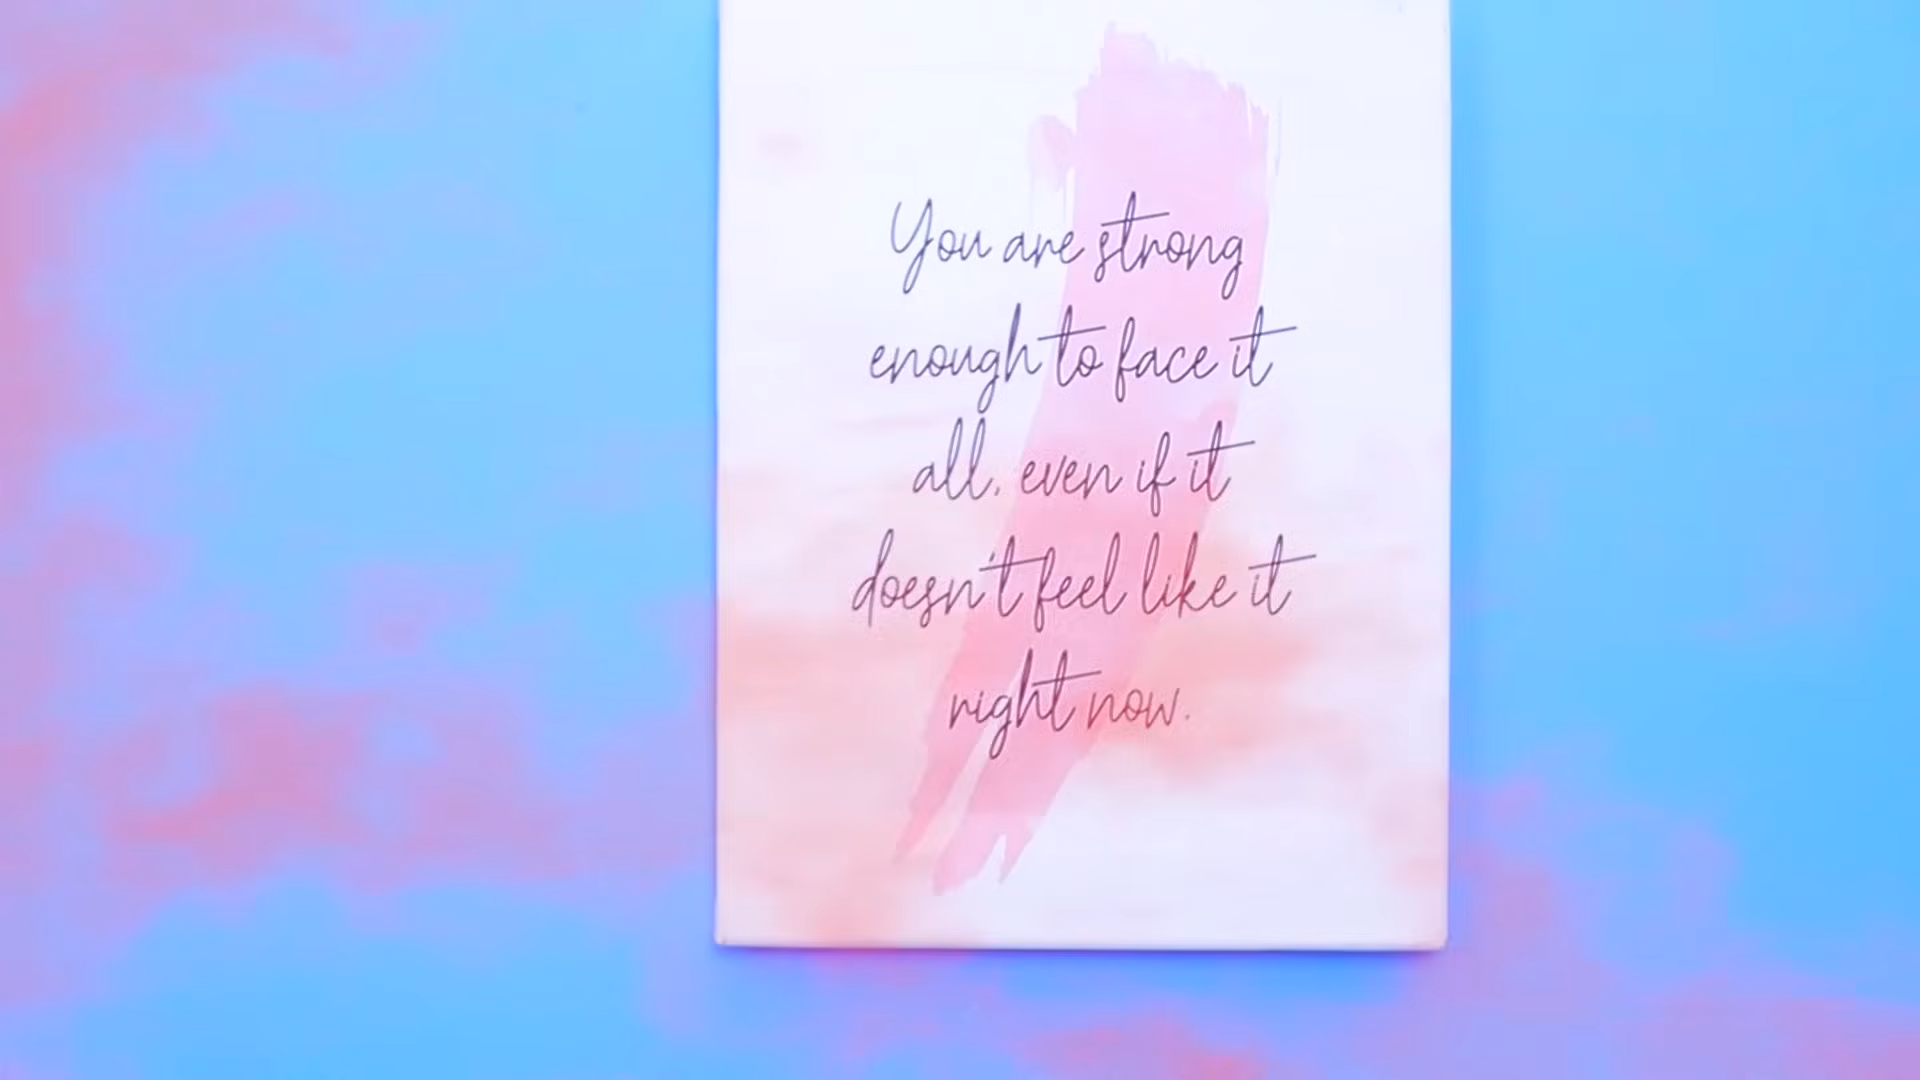 You are strong
enough to face it
all, even if it
doesn't feel like it
right now.